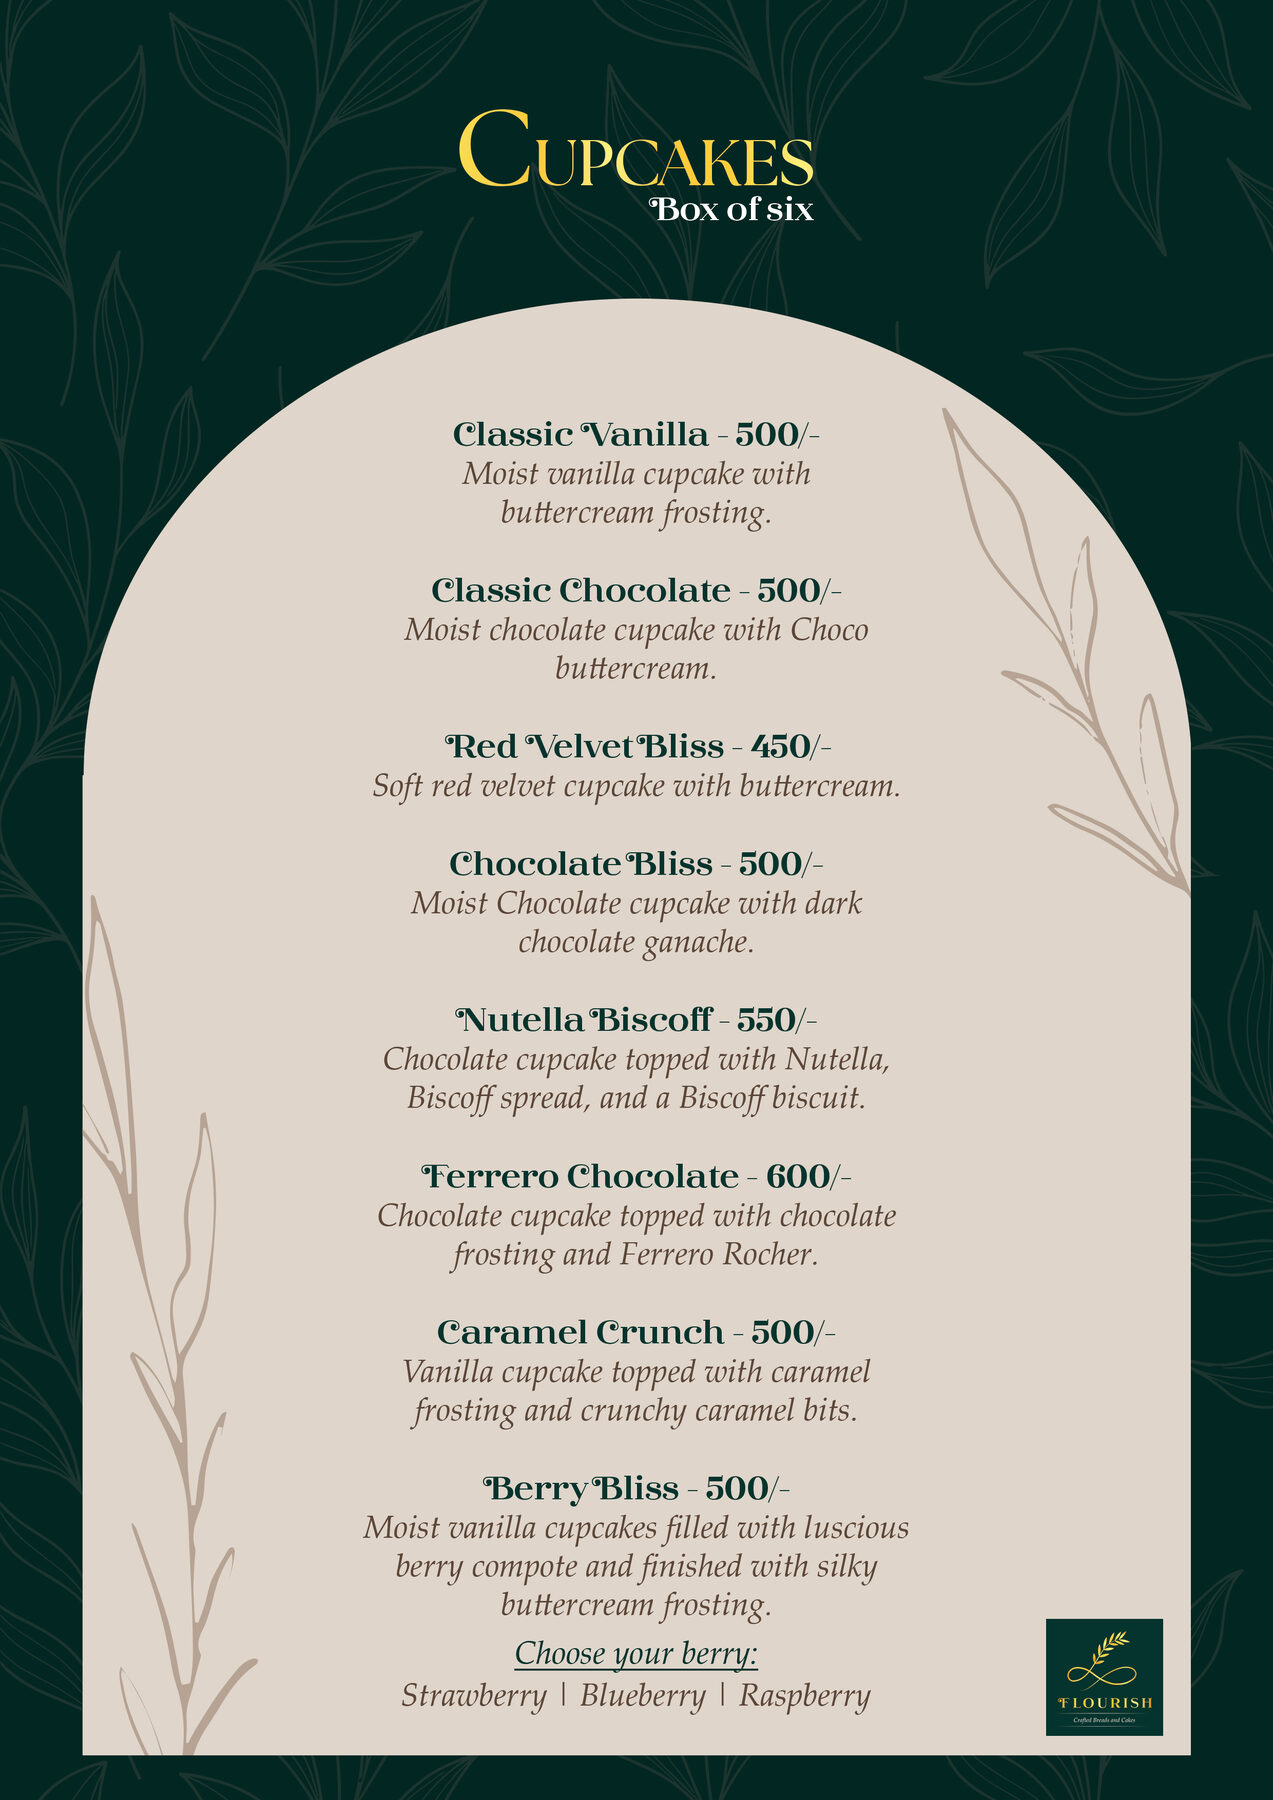 Cupcakes
Box of six
Classic Vanilla - 500/-
Moist vanilla cupcake with
buttercream frosting.
Classic Chocolate - 500/-
Moist chocolate cupcake with Choco
buttercream.
Red Velvet Bliss - 450/-
Soft red velvet cupcake with buttercream.
Chocolate Bliss - 500/-
Moist Chocolate cupcake with dark
chocolate ganache.
Nutella Biscoff - 550/-
Chocolate cupcake topped with Nutella,
Biscoff spread, and a Biscoff biscuit.
Ferrero Chocolate - 600/-
Chocolate cupcake topped with chocolate
frosting and Ferrero Rocher.
Caramel Crunch - 500/-
Vanilla cupcake topped with caramel
frosting and crunchy caramel bits.
Berry Bliss - 500/-
Moist vanilla cupcakes filled with luscious
berry compote and finished with silky
buttercream frosting.
Choose your berry:
Strawberry | Blueberry | Raspberry
FLOURISH
Crafted Breads and Cakes